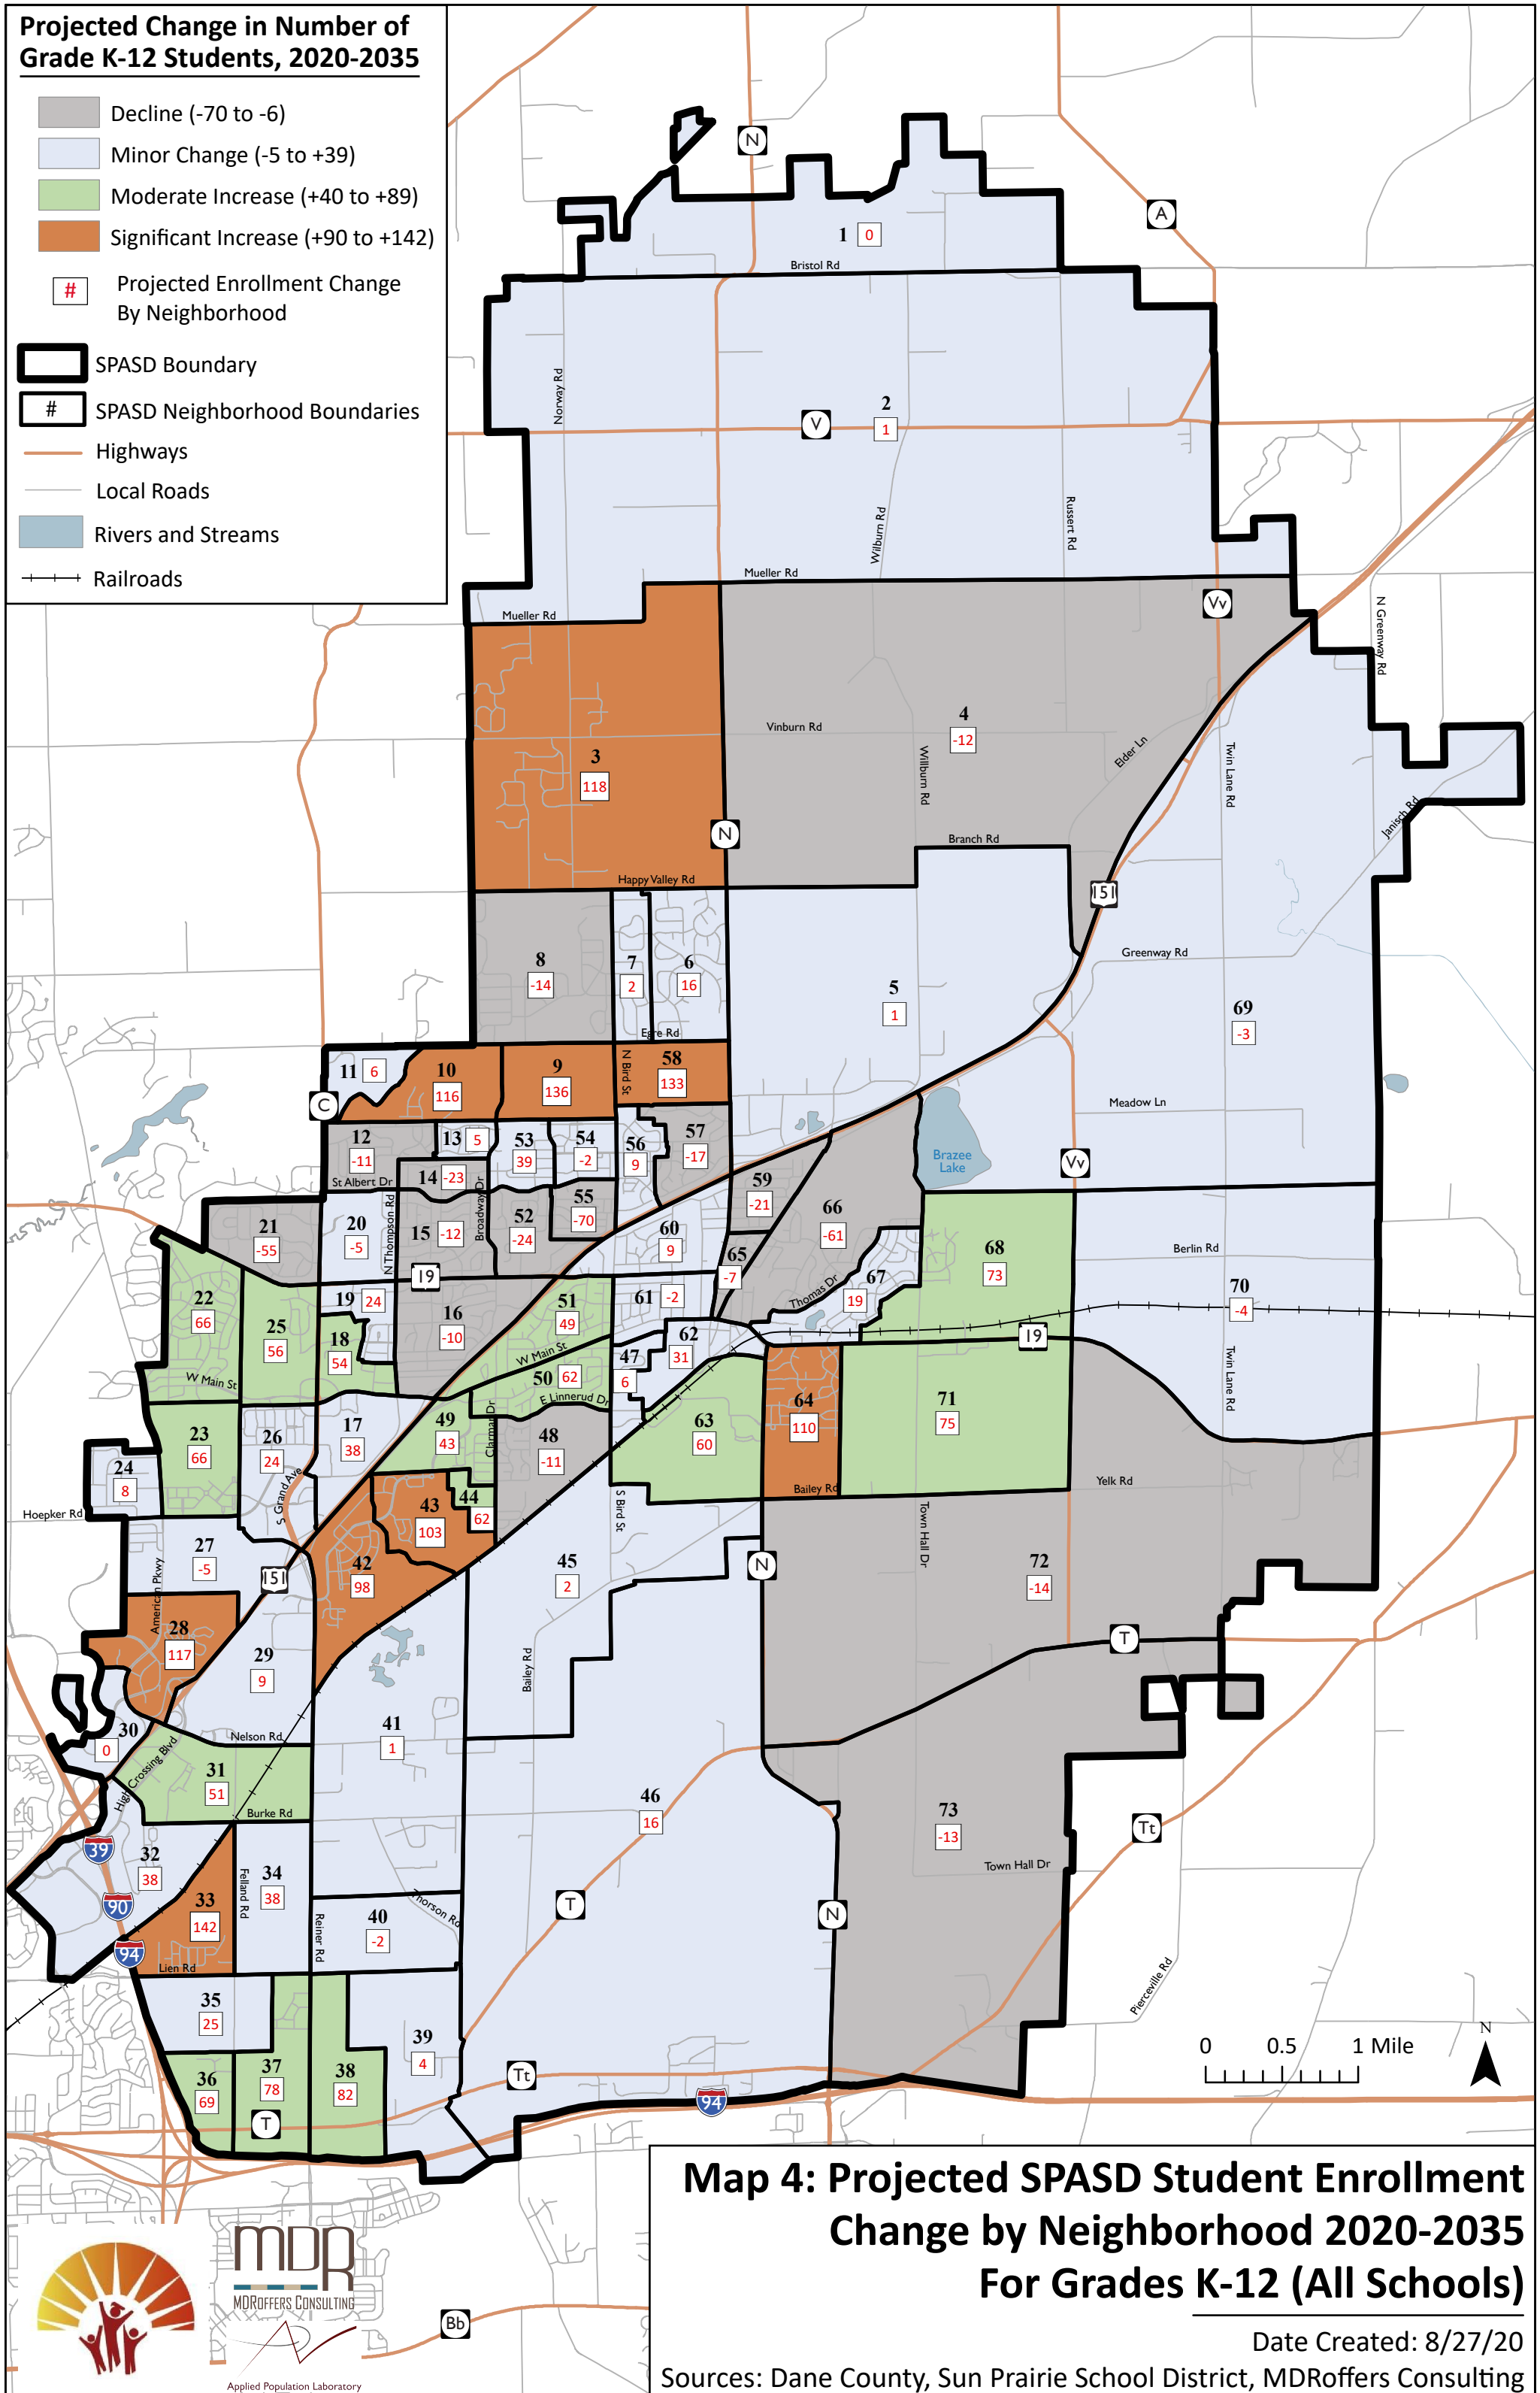 Projected Change in Number of
Grade K-12 Students, 2020-2035
Decline (-70 to -6)
Minor Change (-5 to +39)
Moderate Increase (+40 to +89)
Significant Increase (+90 to +142)
# Projected Enrollment Change
By Neighborhood
SPASD Boundary
# SPASD Neighborhood Boundaries
Highways
Local Roads
Rivers and Streams
Railroads
N
A
1 0
Bristol Rd
Norway Rd
2
V 1
Wilburn Rd
Russert Rd
Mueller Rd
Mueller Rd
Vv
N Greenway Rd
3
118
Vinburn Rd
4
-12
Elder Ln
Twin Lane Rd
Wilburn Rd
Janisch Rd
N
Branch Rd
Happy Valley Rd
151
8
-14
7
2
6
16
5
1
Greenway Rd
69
-3
Egre Rd
11 6
10
116
9
136
N Bird St
58
133
C
Meadow Ln
12
-11
13 5
53
39
54
-2
56
9
57
-17
Brazee
Lake
Vv
St Albert Dr
14 -23
59
-21
55
-70
21
-55
20
-5
N Thompson Rd
15 -12
Broadway Dr
52
-24
60
9
66
-61
65
-7
68
73
Berlin Rd
19
67
19
Thomas Dr
70
-4
22
66
25
56
19 24
18
54
16
-10
51
49
61 -2
62
31
19
W Main St
W Main St
50 62
E Linnerud Dr
47
6
Twin Lane Rd
23
66
26
24
17
38
49
43
Clarmar Dr
48
-11
63
60
64
110
71
75
24
8
S Grand Ave
43
103
44
62
Bailey Rd
Yelk Rd
Hoepker Rd
S Bird St
Town Hall Dr
27
-5
151
42
98
45
2
N
72
-14
American Pkwy
28
117
29
9
Bailey Rd
T
30
0
Nelson Rd
41
1
High Crossing Blvd
31
51
Burke Rd
46
16
73
-13
Tt
39
32
38
Town Hall Dr
90
33
142
Felland Rd
34
38
Reiner Rd
40
-2
Thorson Rd
T
N
94
Lien Rd
Pierceville Rd
35
25
39
4
36
69
37
78
38
82
T
Tt
94
0 0.5 1 Mile
N
Map 4: Projected SPASD Student Enrollment
Change by Neighborhood 2020-2035
For Grades K-12 (All Schools)
Date Created: 8/27/20
Sources: Dane County, Sun Prairie School District, MDRoffers Consulting
MDR
MDROFFERS CONSULTING
Applied Population Laboratory
Bb